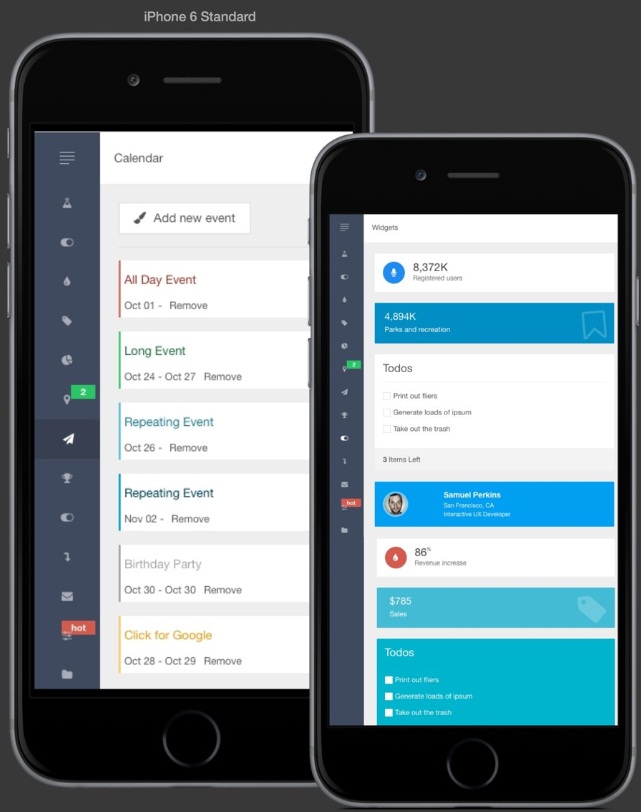 iPhone 6 Standard
Calendar
Add new event
All Day Event
Oct 01 - Remove
Long Event
Oct 24 - Oct 27 Remove
2
Repeating Event
Oct 26 - Remove
Repeating Event
Nov 02 - Remove
Birthday Party
Oct 30 - Oct 30 Remove
hot
Click for Google
Oct 28 - Oct 29 Remove
Widgets
8,372K
Registered users
4,894K
Parks and recreation
2
Todos
Print out fliers
Generate loads of ipsum
Take out the trash
3 Items Left
hot
Samuel Perkins
San Francisco, CA
Interactive UX Developer
86%
Revenue increase
$785
Sales
Todos
Print out fliers
Generate loads of ipsum
Take out the trash